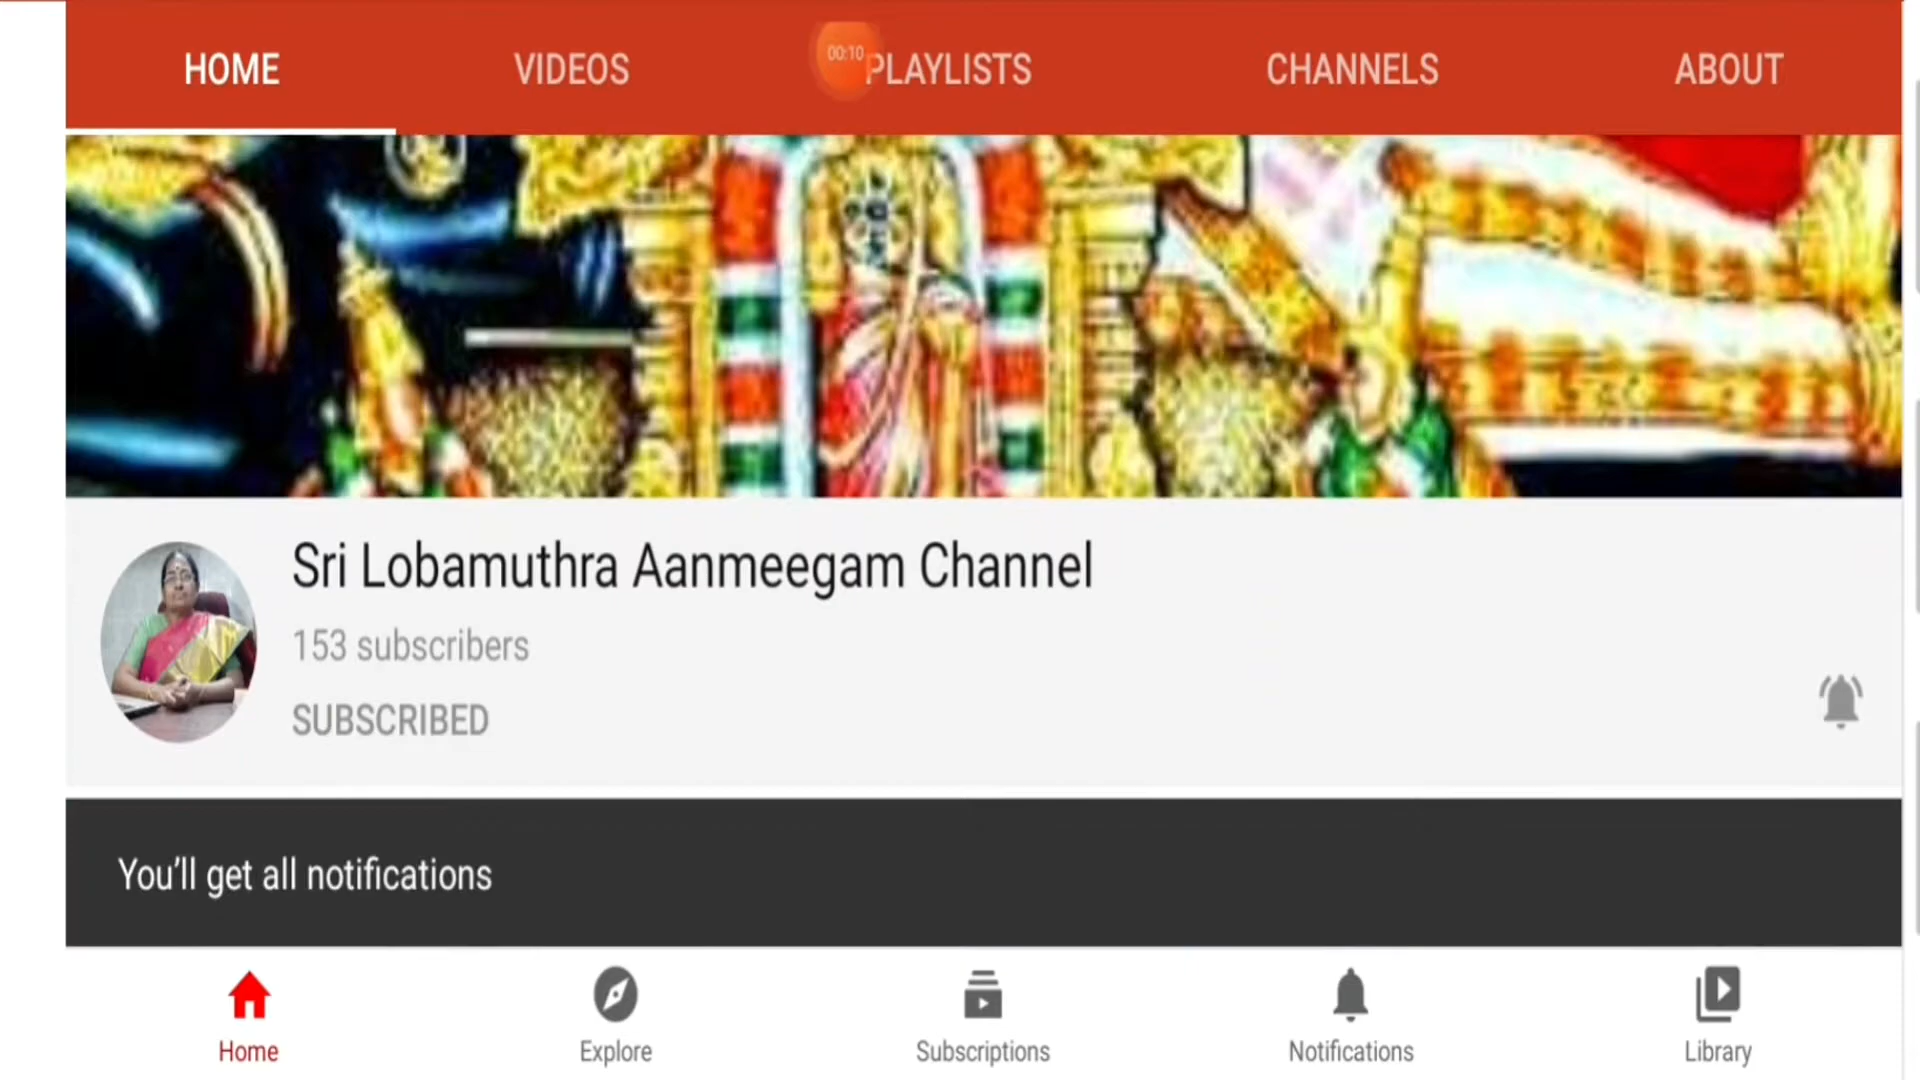 HOME VIDEOS 00:10 PLAYLISTS CHANNELS ABOUT
Sri Lobamuthra Aanmeegam Channel
153 subscribers
SUBSCRIBED
You’ll get all notifications
Home Explore Subscriptions Notifications Library